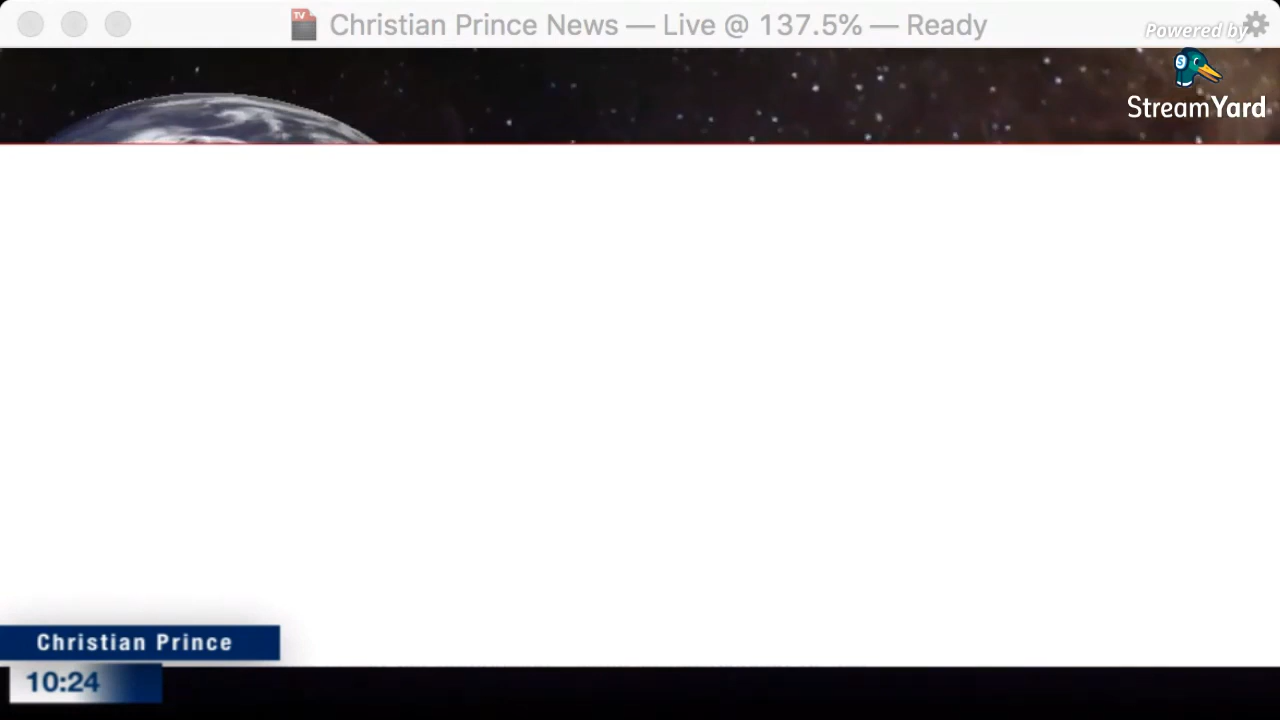 Christian Prince News — Live @ 137.5% — Ready
Powered by
StreamYard
Christian Prince
10:24